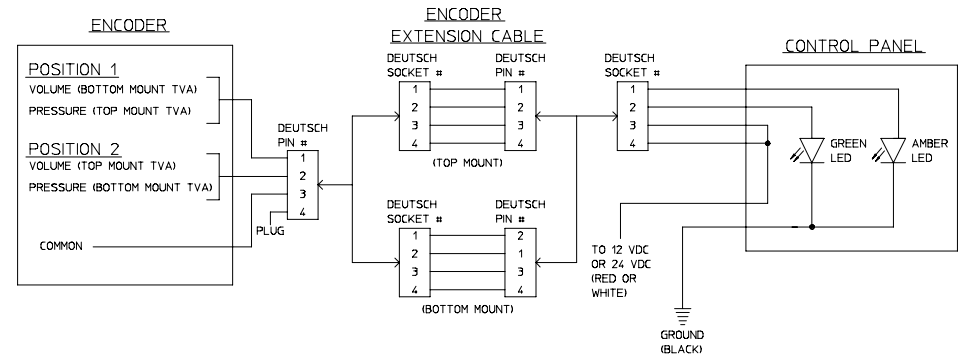 ENCODER
POSITION 1
VOLUME (BOTTOM MOUNT TVA)
PRESSURE (TOP MOUNT TVA)
POSITION 2
VOLUME (TOP MOUNT TVA)
PRESSURE (BOTTOM MOUNT TVA)
COMMON
DEUTSCH
PIN #
1
2
3
4
PLUG
ENCODER
EXTENSION CABLE
DEUTSCH
SOCKET #
1
2
3
4
DEUTSCH
PIN #
1
2
3
4
(TOP MOUNT)
DEUTSCH
SOCKET #
1
2
3
4
DEUTSCH
PIN #
2
1
3
4
(BOTTOM MOUNT)
DEUTSCH
SOCKET #
1
2
3
4
TO 12 VDC
OR 24 VDC
(RED OR
WHITE)
CONTROL PANEL
GREEN
LED
AMBER
LED
GROUND
(BLACK)